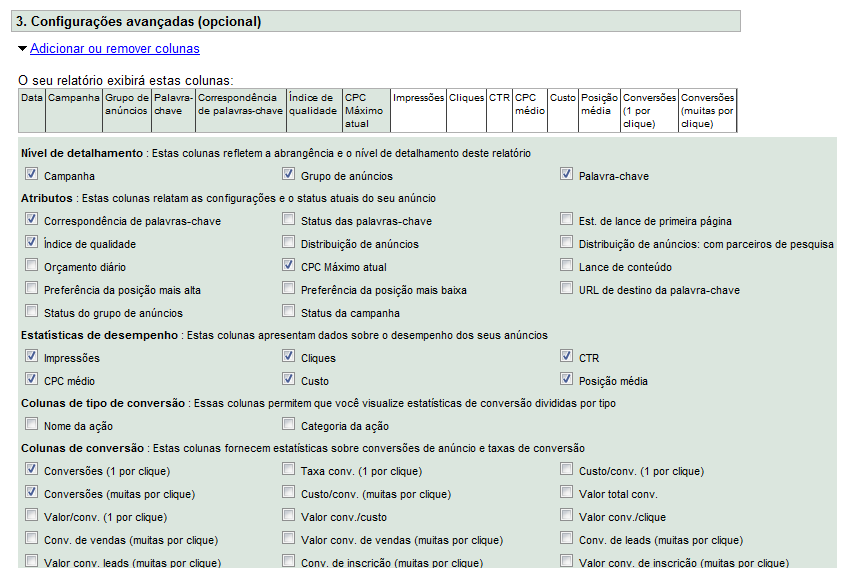 3. Configurações avançadas (opcional)
Adicionar ou remover colunas
O seu relatório exibirá estas colunas:
Data Campanha Grupo de anúncios Palavra-chave Correspondência de palavras-chave Índice de qualidade CPC Máximo atual Impressões Cliques CTR CPC médio Custo Posição média Conversões (1 por clique) Conversões (muitas por clique)
Nível de detalhamento : Estas colunas refletem a abrangência e o nível de detalhamento deste relatório
Campanha Grupo de anúncios Palavra-chave
Atributos : Estas colunas relatam as configurações e o status atuais do seu anúncio
Correspondência de palavras-chave Status das palavras-chave Est. de lance de primeira página
Índice de qualidade Distribuição de anúncios Distribuição de anúncios: com parceiros de pesquisa
Orçamento diário CPC Máximo atual Lance de conteúdo
Preferência da posição mais alta Preferência da posição mais baixa URL de destino da palavra-chave
Status do grupo de anúncios Status da campanha
Estatísticas de desempenho : Estas colunas apresentam dados sobre o desempenho dos seus anúncios
Impressões Cliques CTR
CPC médio Custo Posição média
Colunas de tipo de conversão : Essas colunas permitem que você visualize estatísticas de conversão divididas por tipo
Nome da ação Categoria da ação
Colunas de conversão : Estas colunas fornecem estatísticas sobre conversões de anúncio e taxas de conversão
Conversões (1 por clique) Taxa conv. (1 por clique) Custo/conv. (1 por clique)
Conversões (muitas por clique) Custo/conv. (muitas por clique) Valor total conv.
Valor/conv. (1 por clique) Valor conv./custo Valor conv./clique
Conv. de vendas (muitas por clique) Valor conv. de vendas (muitas por clique) Conv. de leads (muitas por clique)
Valor conv. leads (muitas por clique) Conv. de inscrição (muitas por clique) Valor conv. de inscrição (muitas por clique)